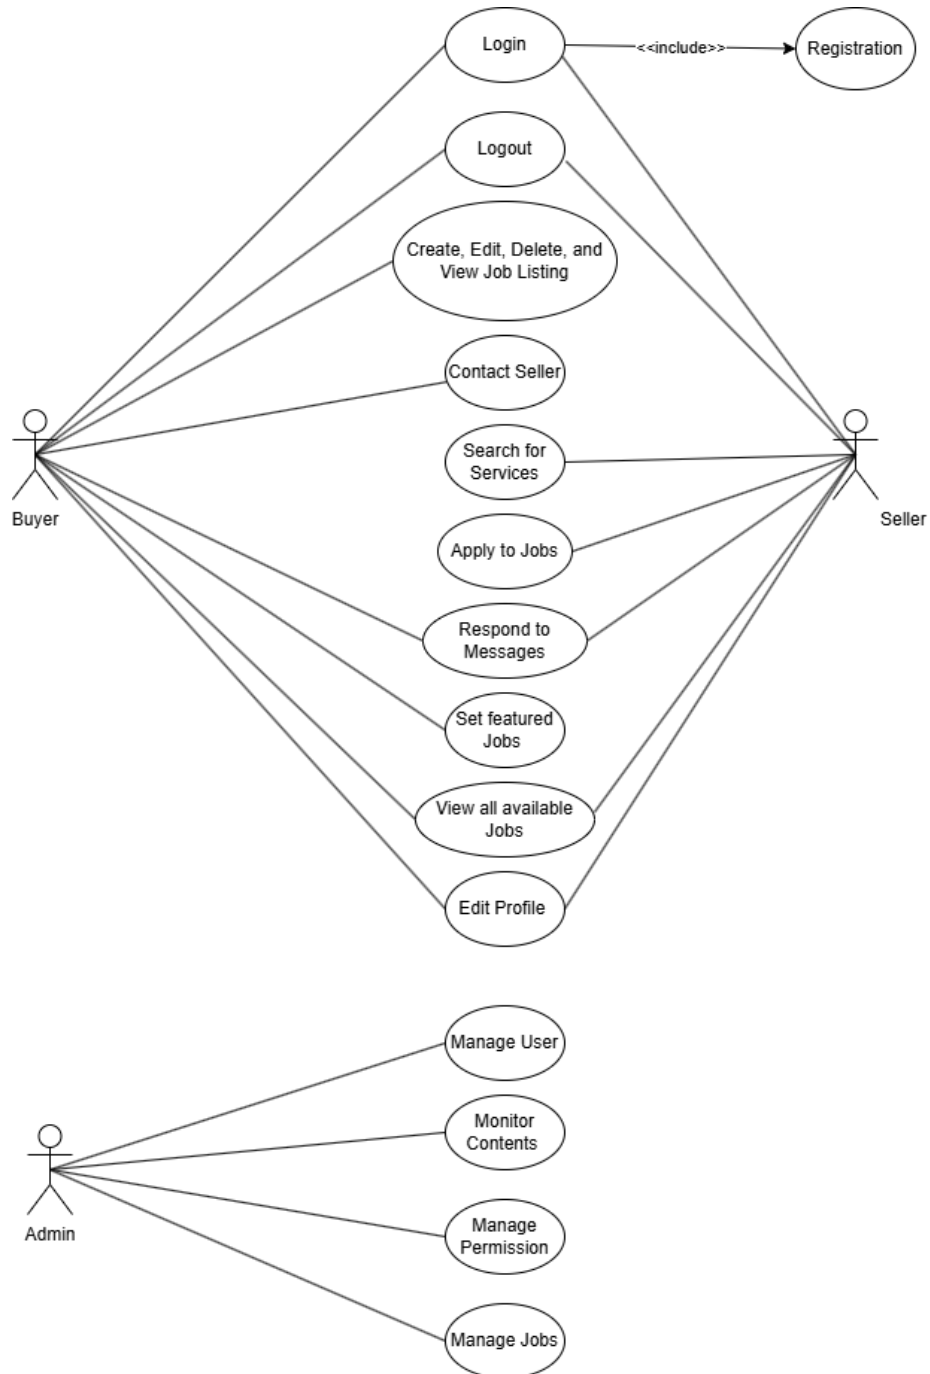 Login
<<include>>
Registration
Logout
Create, Edit, Delete, and
View Job Listing
Contact Seller
Search for
Services
Buyer
Seller
Apply to Jobs
Respond to
Messages
Set featured
Jobs
View all available
Jobs
Edit Profile
Manage User
Monitor
Contents
Admin
Manage
Permission
Manage Jobs